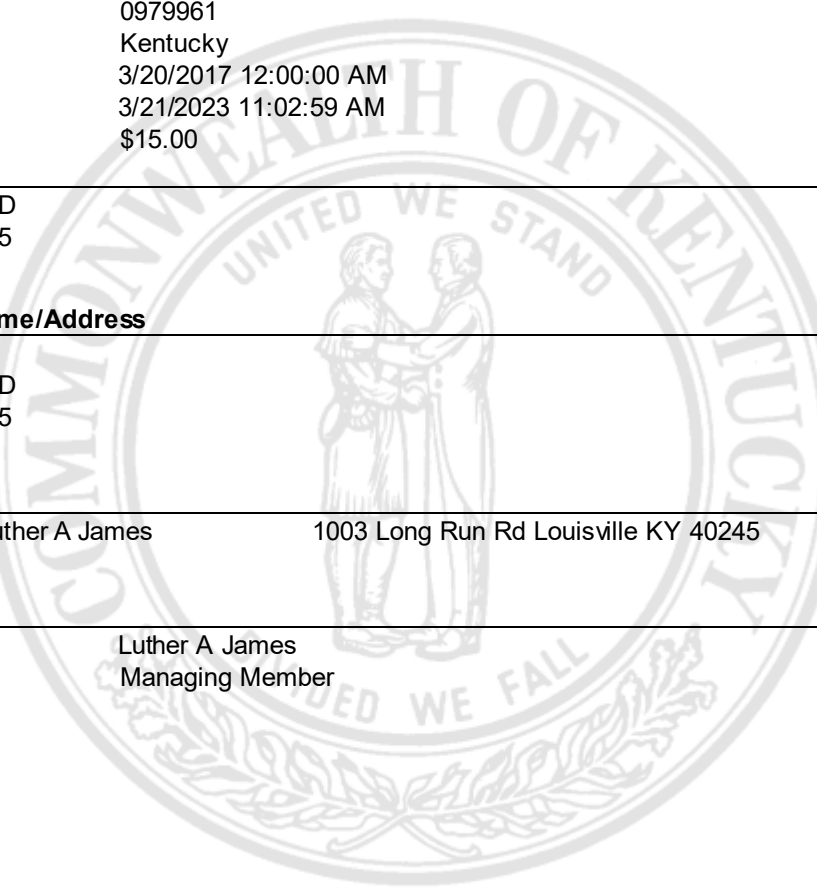 0979961
Kentucky
3/20/2017 12:00:00 AM
3/21/2023 11:02:59 AM
$15.00
D
5
me/Address
D
5
uther A James 1003 Long Run Rd Louisville KY 40245
Luther A James
Managing Member
COMMONWEALTH OF KENTUCKY
UNITED WE STAND
DIVIDED WE FALL